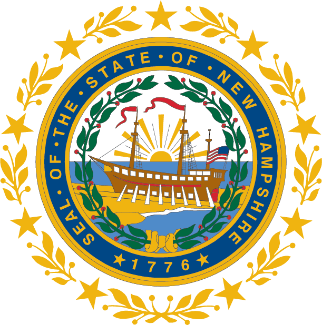 SEAL · OF · THE · STATE · OF · NEW HAMPSHIRE
1776